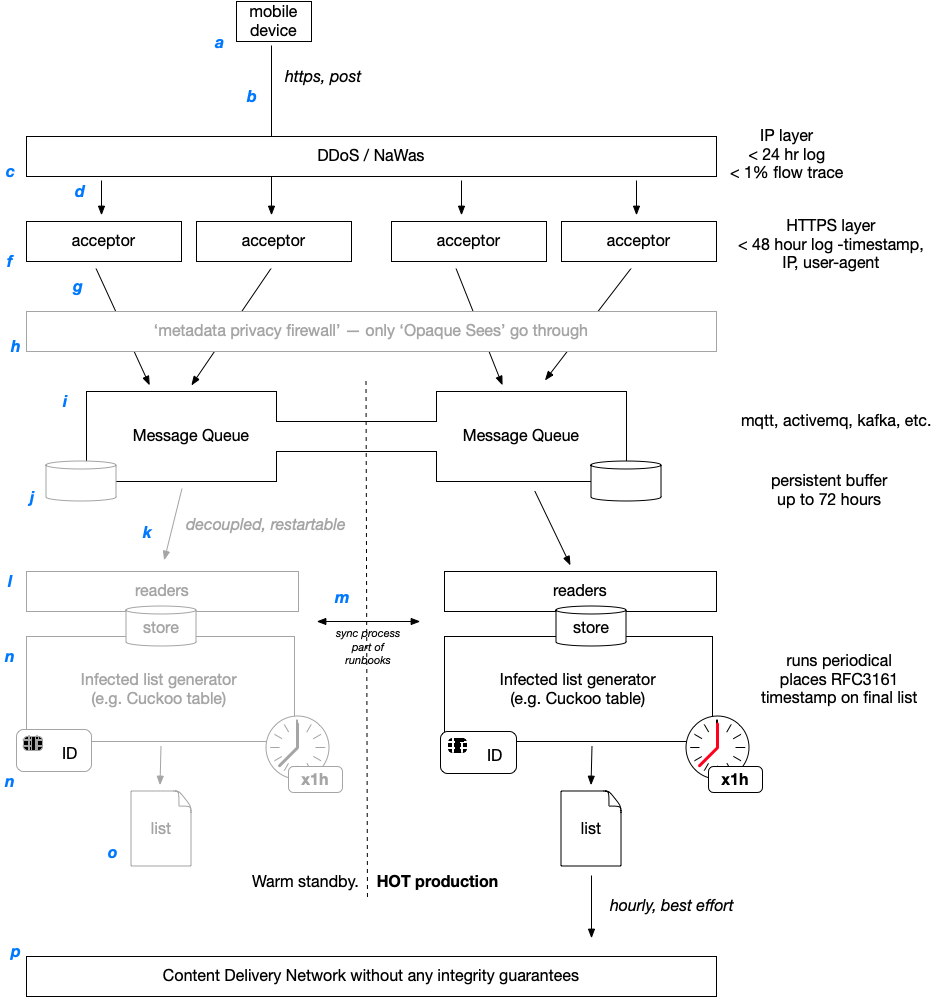 mobile
device
a
https, post
b
IP layer
< 24 hr log
< 1% flow trace
DDoS / NaWas
c
d
HTTPS layer
< 48 hour log -timestamp,
IP, user-agent
acceptor
acceptor
acceptor
acceptor
f
g
'metadata privacy firewall' — only 'Opaque Sees' go through
h
i
Message Queue
Message Queue
mqtt, activemq, kafka, etc.
persistent buffer
up to 72 hours
j
k
decoupled, restartable
l
readers
readers
m
store
store
sync process
part of
runbooks
n
Infected list generator
(e.g. Cuckoo table)
Infected list generator
(e.g. Cuckoo table)
runs periodical
places RFC3161
timestamp on final list
ID
ID
n
x1h
x1h
list
list
o
Warm standby.
HOT production
hourly, best effort
p
Content Delivery Network without any integrity guarantees